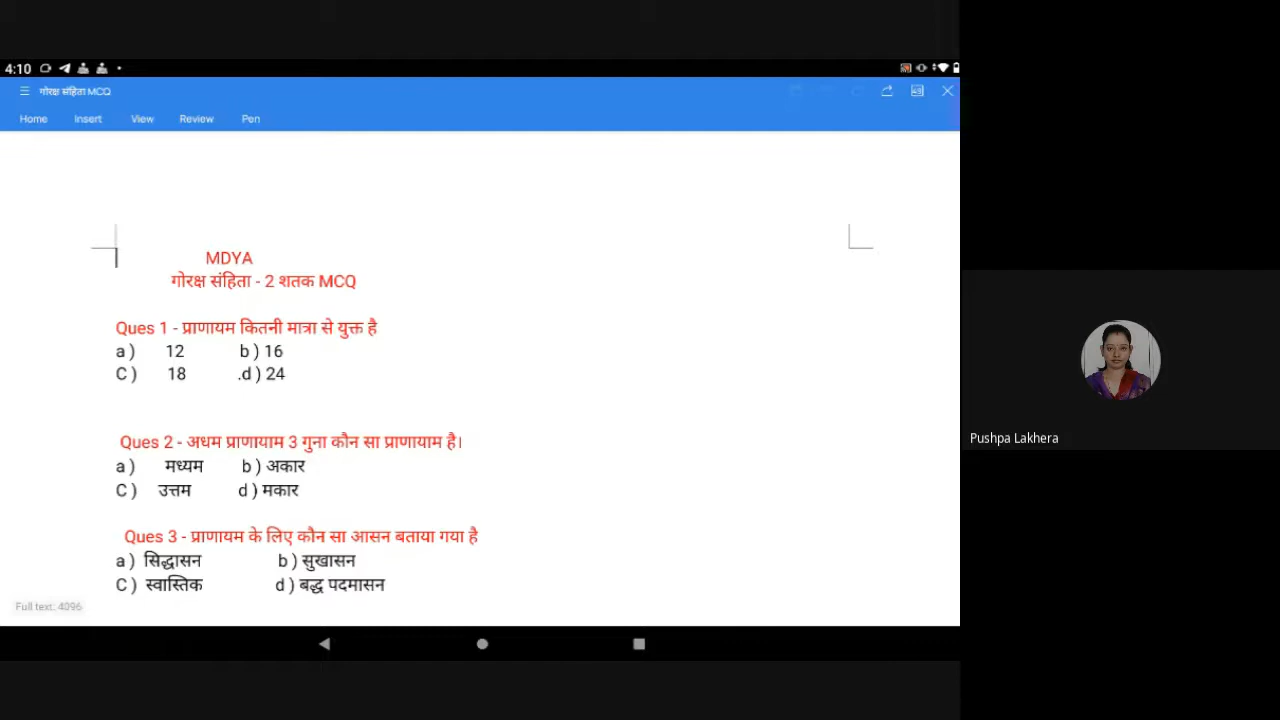 4:10
गोरक्ष संहिता MCQ
Home Insert View Review Pen
MDYA
गोरक्ष संहिता - 2 शतक MCQ
Ques 1 - प्राणायम कितनी मात्रा से युक्त है
a ) 12 b ) 16
C ) 18 .d ) 24
Ques 2 - अधम प्राणायाम 3 गुना कौन सा प्राणायाम है।
a ) मध्यम b ) अकार
C ) उत्तम d ) मकार
Ques 3 - प्राणायम के लिए कौन सा आसन बताया गया है
a ) सिद्धासन b ) सुखासन
C ) स्वास्तिक d ) बद्ध पदमासन
Full text: 4096
Pushpa Lakhera